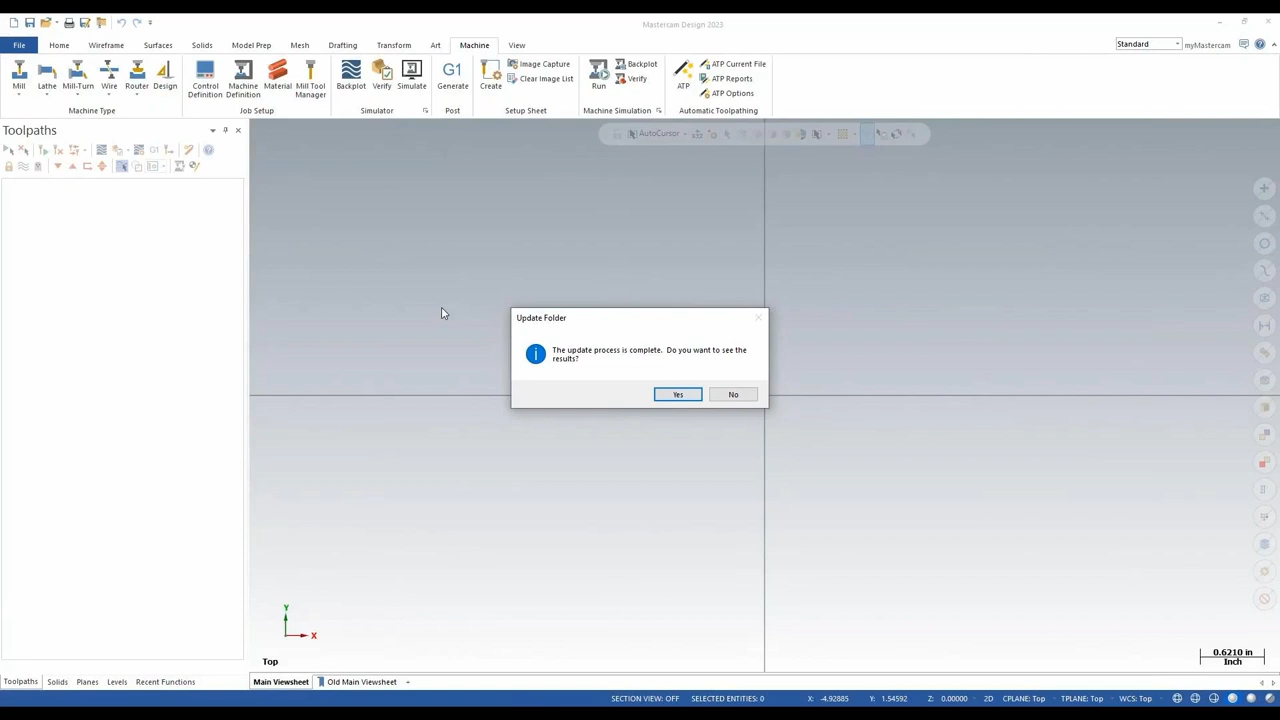 Mastercam Design 2023
File Home Wireframe Surfaces Solids Model Prep Mesh Drafting Transform Art Machine View
Standard
myMastercam
Mill Lathe Mill-Turn Wire Router Design
Machine Type
Control Definition
Machine Definition
Material
Mill Tool Manager
Job Setup
Backplot Verify Simulate
Simulator
G1
Generate
Post
Create
Image Capture
Clear Image List
Setup Sheet
Run
Backplot
Verify
Machine Simulation
ATP
ATP Current File
ATP Reports
ATP Options
Automatic Toolpathing
Toolpaths
G1
AutoCursor
Update Folder
The update process is complete. Do you want to see the
results?
Yes No
Y
X
Top
0.6210 in
Inch
Toolpaths Solids Planes Levels Recent Functions
Main Viewsheet Old Main Viewsheet
SECTION VIEW: OFF SELECTED ENTITIES: 0 X: -4.92885 Y: 1.54592 Z: 0.00000 2D CPLANE: Top TPLANE: Top WCS: Top